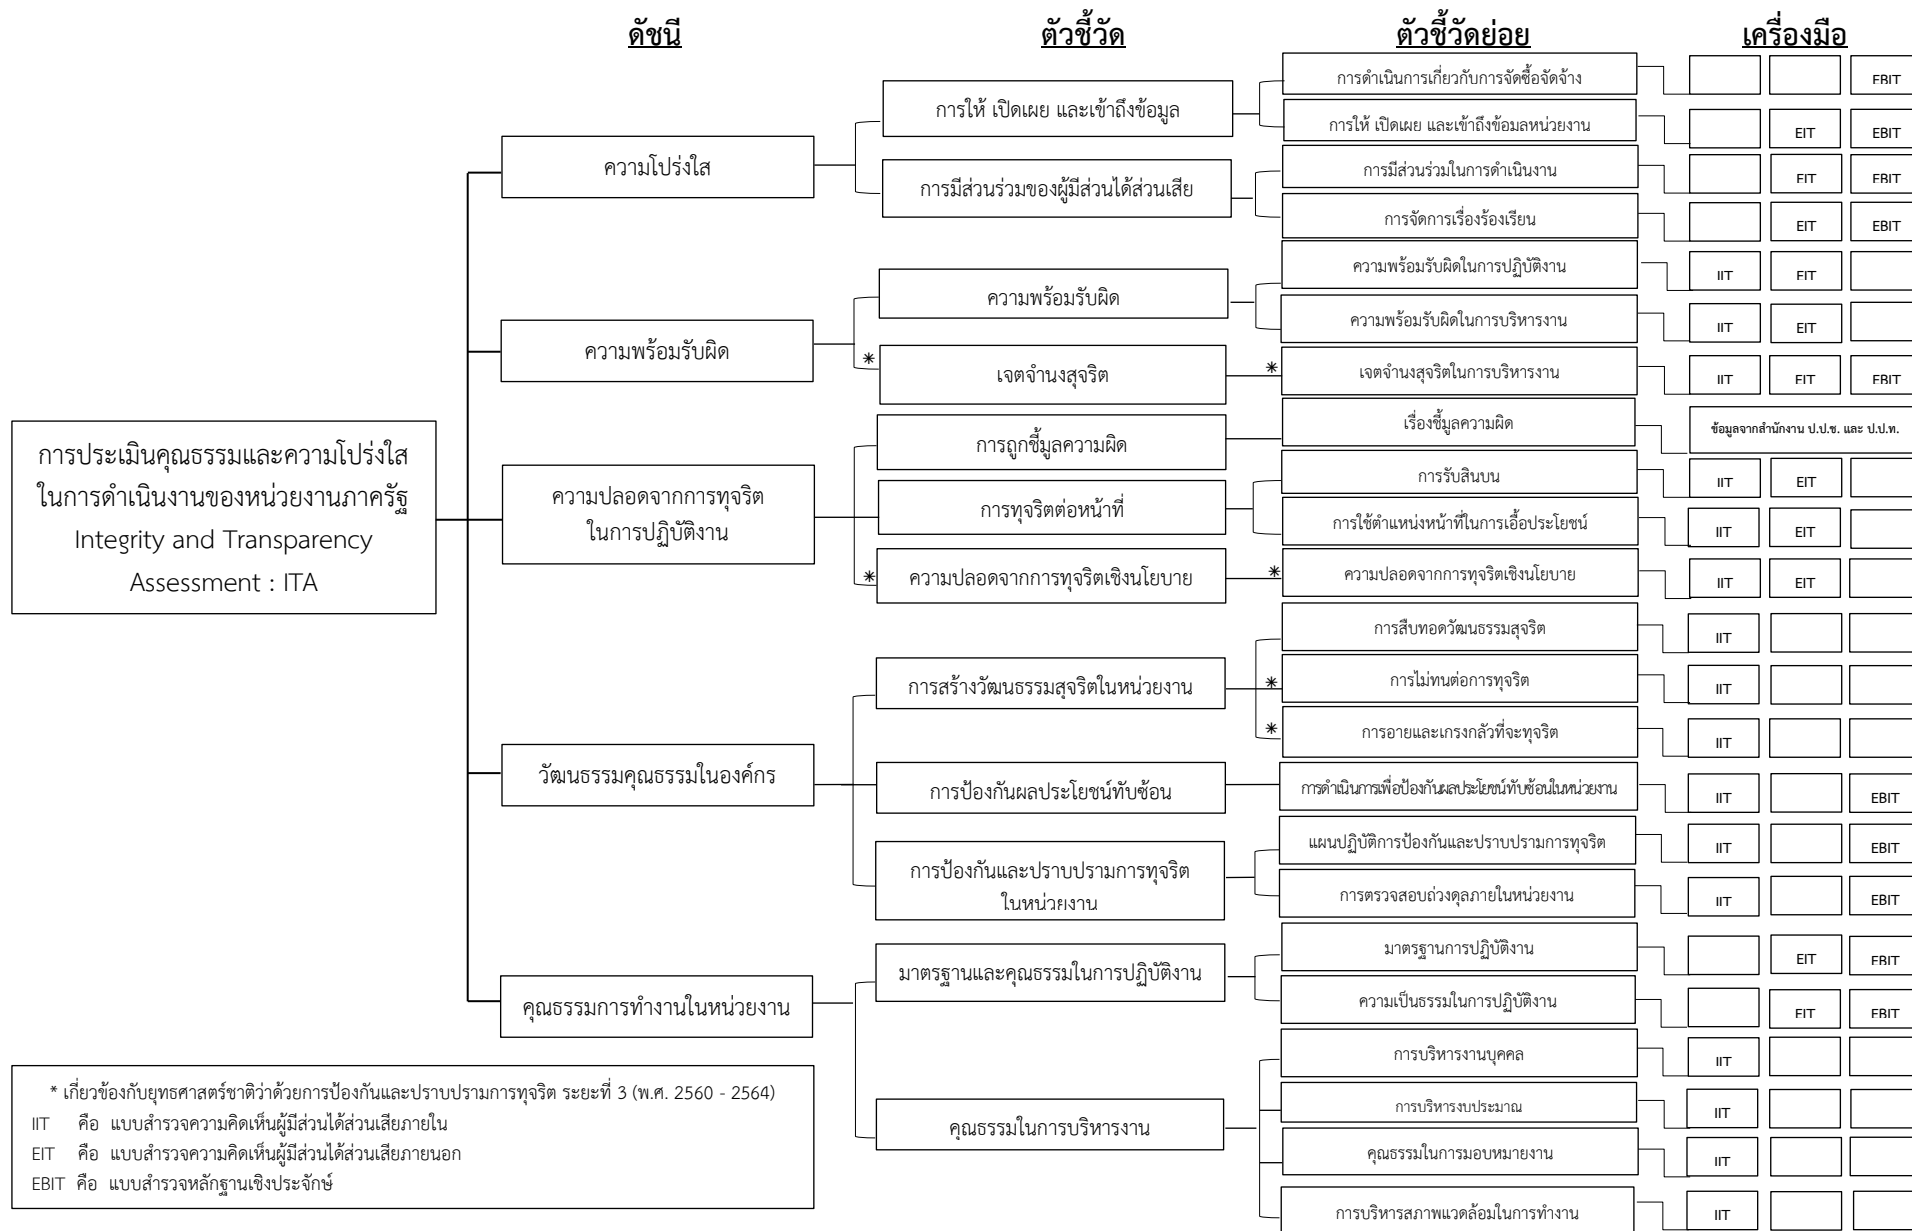 ดัชนี
ตัวชี้วัด
ตัวชี้วัดย่อย
เครื่องมือ
การประเมินคุณธรรมและความโปร่งใส
ในการดำเนินงานของหน่วยงานภาครัฐ
Integrity and Transparency
Assessment : ITA
ความโปร่งใส
การให้ เปิดเผย และเข้าถึงข้อมูล
การดำเนินการเกี่ยวกับการจัดซื้อจัดจ้าง
EBIT
การให้ เปิดเผย และเข้าถึงข้อมูลหน่วยงาน
EIT EBIT
การมีส่วนร่วมของผู้มีส่วนได้ส่วนเสีย
การมีส่วนร่วมในการดำเนินงาน
EIT EBIT
การจัดการเรื่องร้องเรียน
EIT EBIT
ความพร้อมรับผิด
ความพร้อมรับผิด
ความพร้อมรับผิดในการปฏิบัติงาน
IIT EIT
ความพร้อมรับผิดในการบริหารงาน
IIT EIT
* เจตจำนงสุจริต
* เจตจำนงสุจริตในการบริหารงาน
IIT EIT EBIT
ความปลอดจากการทุจริต
ในการปฏิบัติงาน
การถูกชี้มูลความผิด
เรื่องชี้มูลความผิด
ข้อมูลจากสำนักงาน ป.ป.ช. และ ป.ป.ท.
การทุจริตต่อหน้าที่
การรับสินบน
IIT EIT
การใช้ตำแหน่งหน้าที่ในการเอื้อประโยชน์
IIT EIT
* ความปลอดจากการทุจริตเชิงนโยบาย
* ความปลอดจากการทุจริตเชิงนโยบาย
IIT EIT
วัฒนธรรมคุณธรรมในองค์กร
การสร้างวัฒนธรรมสุจริตในหน่วยงาน
การสืบทอดวัฒนธรรมสุจริต
IIT
* การไม่ทนต่อการทุจริต
IIT
* การอายและเกรงกลัวที่จะทุจริต
IIT
การป้องกันผลประโยชน์ทับซ้อน
การดำเนินการเพื่อป้องกันผลประโยชน์ทับซ้อนในหน่วยงาน
IIT EBIT
การป้องกันและปราบปรามการทุจริต
ในหน่วยงาน
แผนปฏิบัติการป้องกันและปราบปรามการทุจริต
IIT EBIT
การตรวจสอบถ่วงดุลภายในหน่วยงาน
IIT EBIT
คุณธรรมการทำงานในหน่วยงาน
มาตรฐานและคุณธรรมในการปฏิบัติงาน
มาตรฐานการปฏิบัติงาน
EIT EBIT
ความเป็นธรรมในการปฏิบัติงาน
EIT EBIT
คุณธรรมในการบริหารงาน
การบริหารงานบุคคล
IIT
การบริหารงบประมาณ
IIT
คุณธรรมในการมอบหมายงาน
IIT
การบริหารสภาพแวดล้อมในการทำงาน
IIT
* เกี่ยวข้องกับยุทธศาสตร์ชาติว่าด้วยการป้องกันและปราบปรามการทุจริต ระยะที่ 3 (พ.ศ. 2560 - 2564)
IIT คือ แบบสำรวจความคิดเห็นผู้มีส่วนได้ส่วนเสียภายใน
EIT คือ แบบสำรวจความคิดเห็นผู้มีส่วนได้ส่วนเสียภายนอก
EBIT คือ แบบสำรวจหลักฐานเชิงประจักษ์